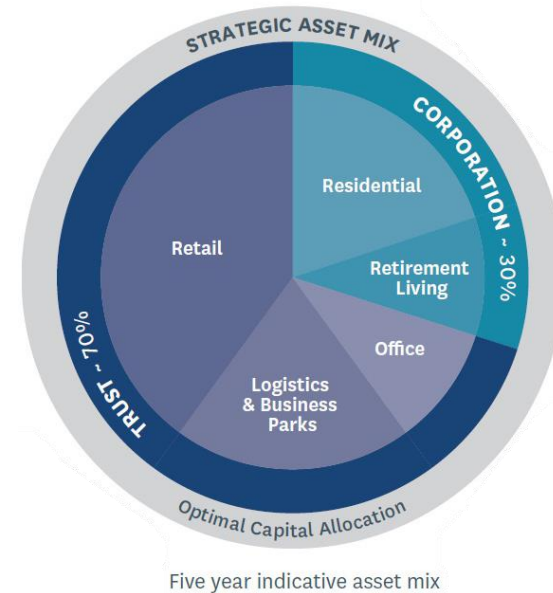 STRATEGIC ASSET MIX
CORPORATION ~ 30%
Residential
Retail
Retirement
Living
Office
TRUST ~ 70%
Logistics
& Business
Parks
Optimal Capital Allocation
Five year indicative asset mix